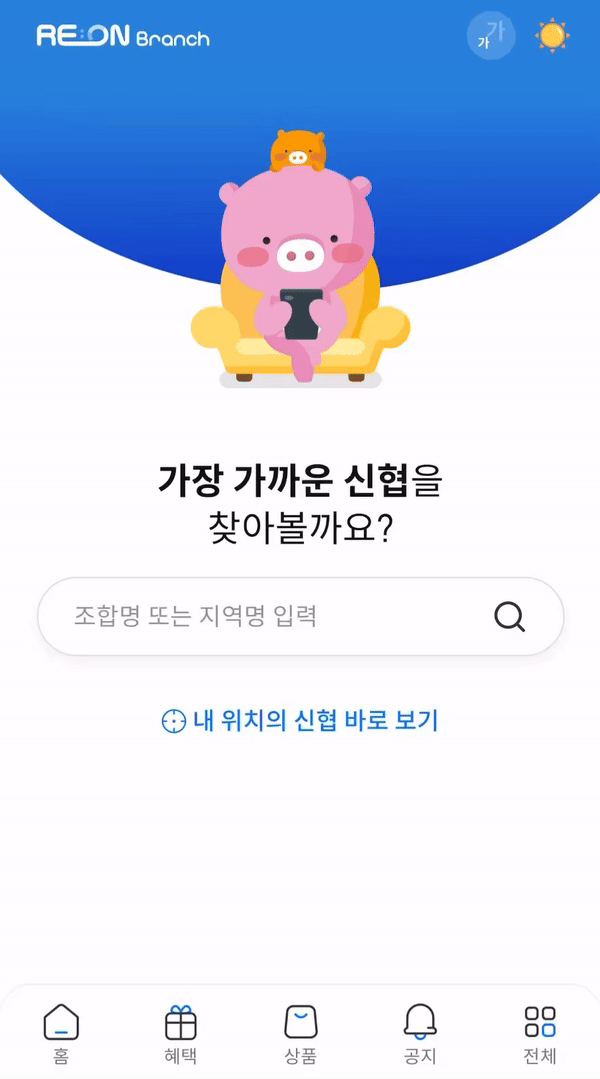 RE:ON Branch
가 가
가장 가까운 신협을
찾아볼까요?
조합명 또는 지역명 입력
내 위치의 신협 바로 보기
홈 혜택 상품 공지 전체